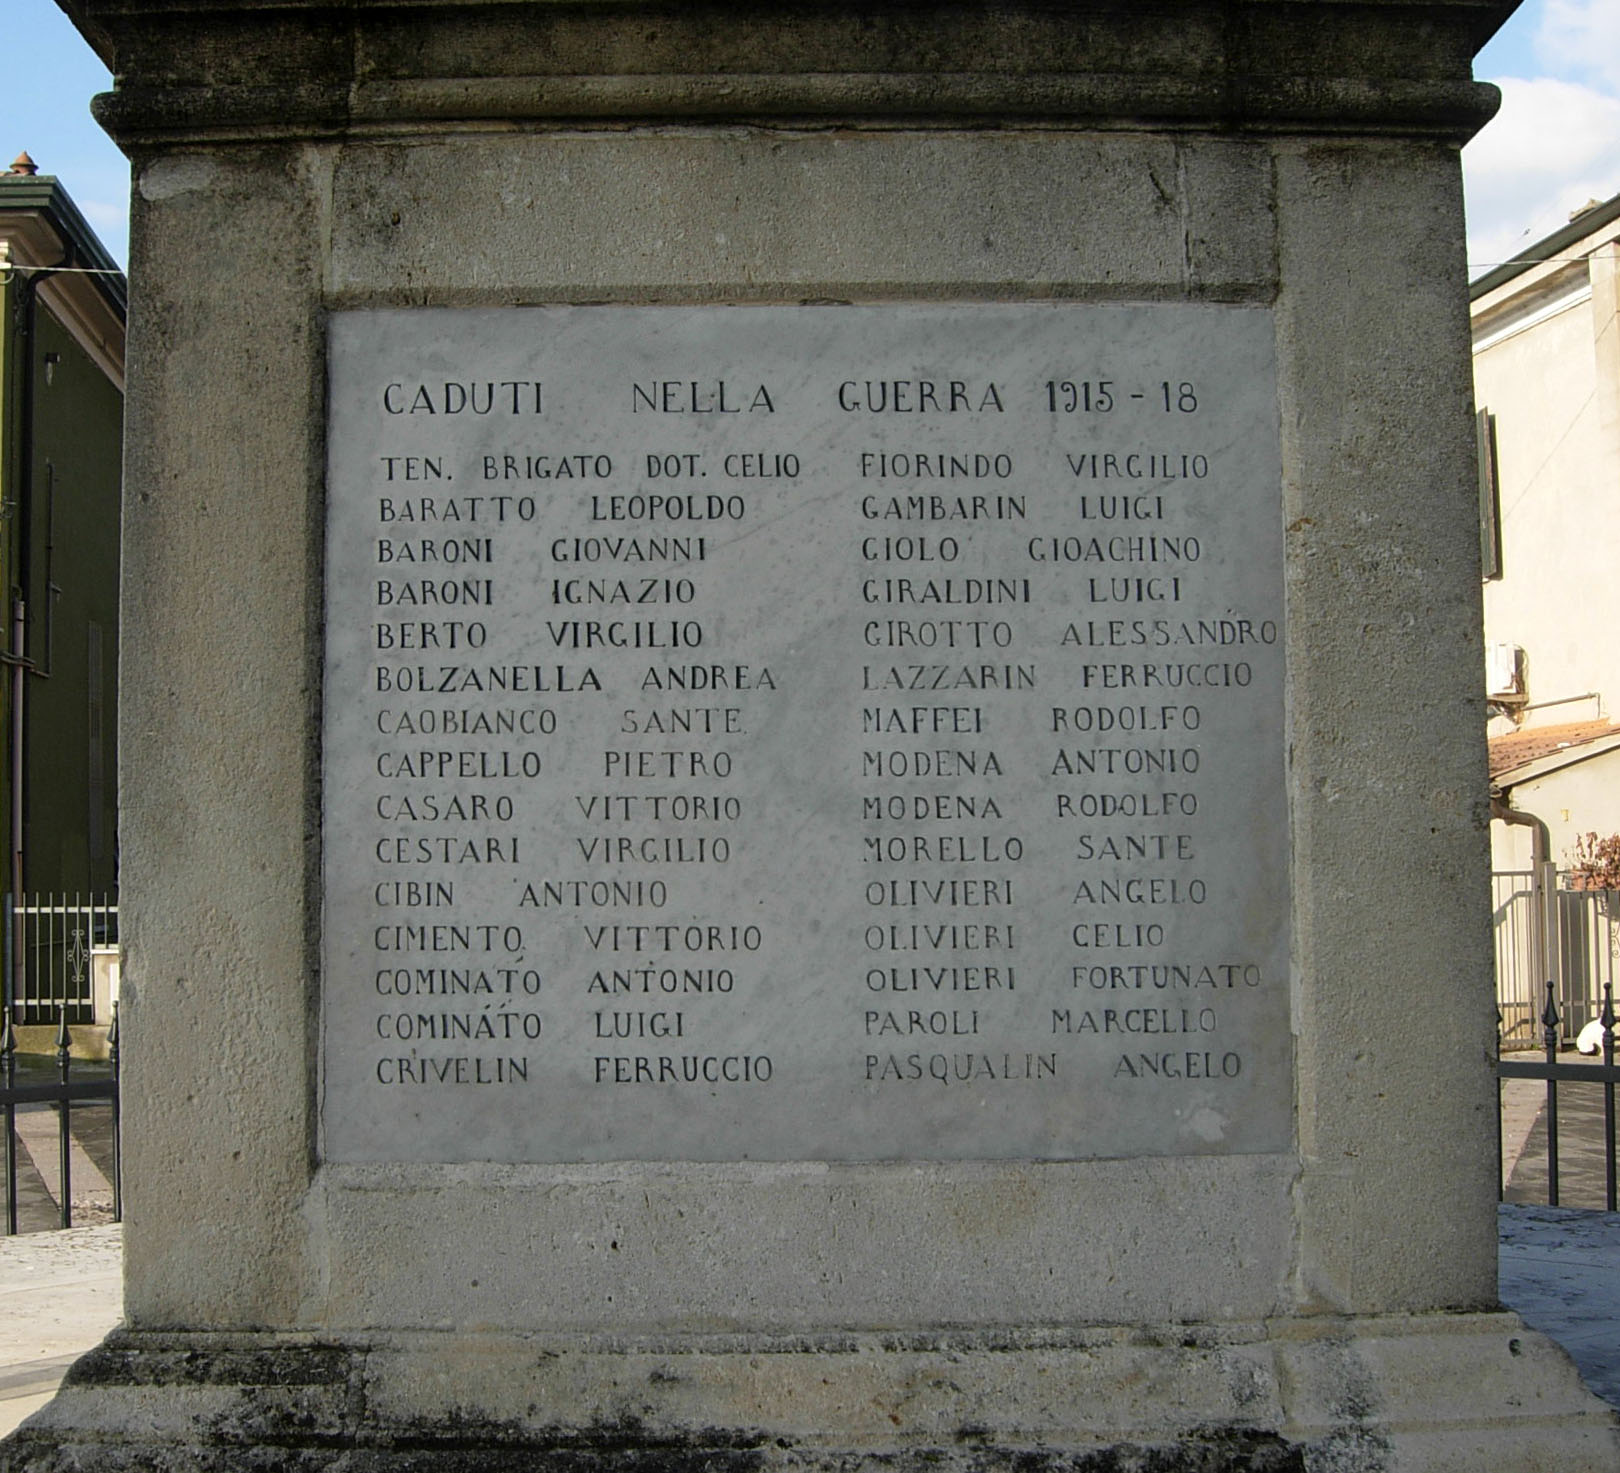 CADUTI NELLA GUERRA 1915-18
TEN. BRIGATO DOT. CELIO
BARATTO LEOPOLDO
BARONI GIOVANNI
BARONI IGNAZIO
BERTO VIRGILIO
BOLZANELLA ANDREA
CAOBIANCO SANTE
CAPPELLO PIETRO
CASARO VITTORIO
CESTARI VIRGILIO
CIBIN ANTONIO
CIMENTO VITTORIO
COMINATO ANTONIO
COMINATO LUIGI
CRIVELIN FERRUCCIO
FIORINDO VIRGILIO
GAMBARIN LUIGI
GIOLO GIOACHINO
GIRALDINI LUIGI
GIROTTO ALESSANDRO
LAZZARIN FERRUCCIO
MAFFEI RODOLFO
MODENA ANTONIO
MODENA RODOLFO
MORELLO SANTE
OLIVIERI ANGELO
OLIVIERI CELIO
OLIVIERI FORTUNATO
PAROLI MARCELLO
PASQUALIN ANGELO